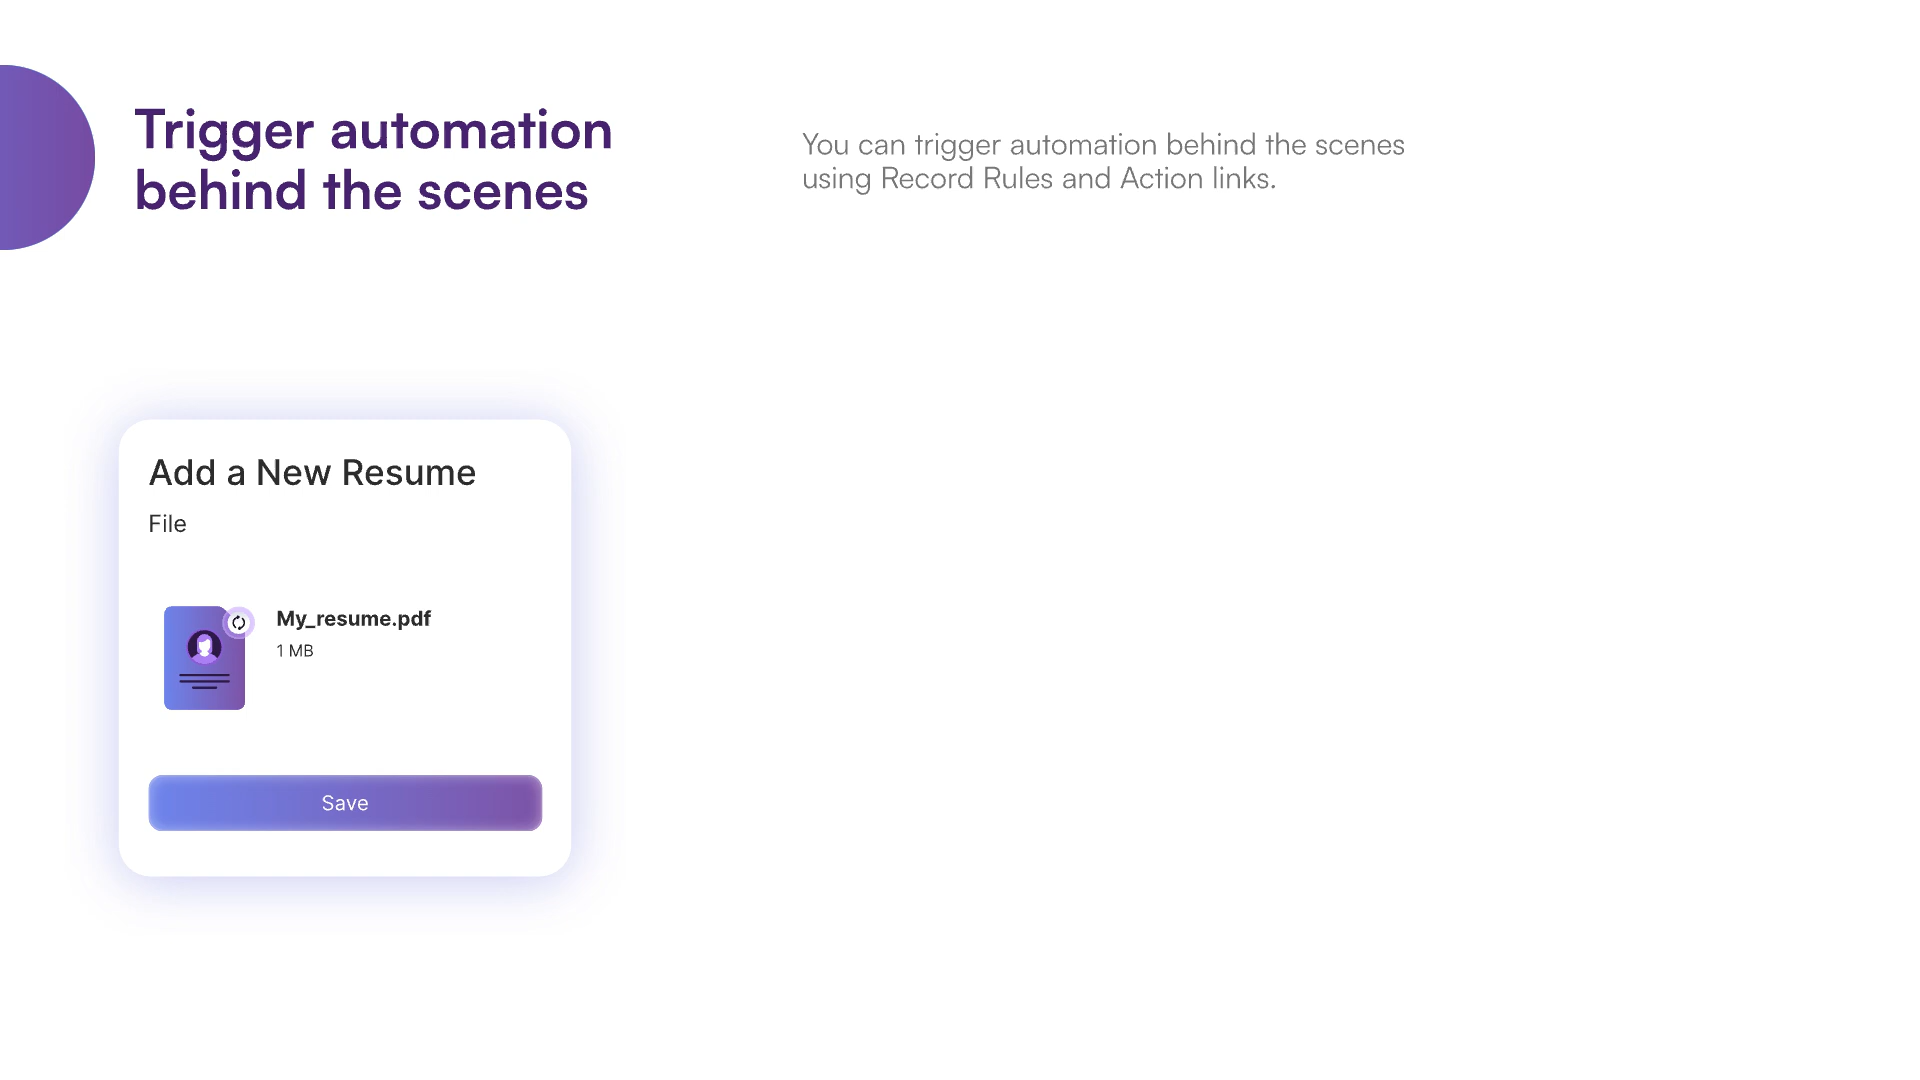 Trigger automation
behind the scenes
You can trigger automation behind the scenes
using Record Rules and Action links.
Add a New Resume
File
My_resume.pdf
1 MB
Save